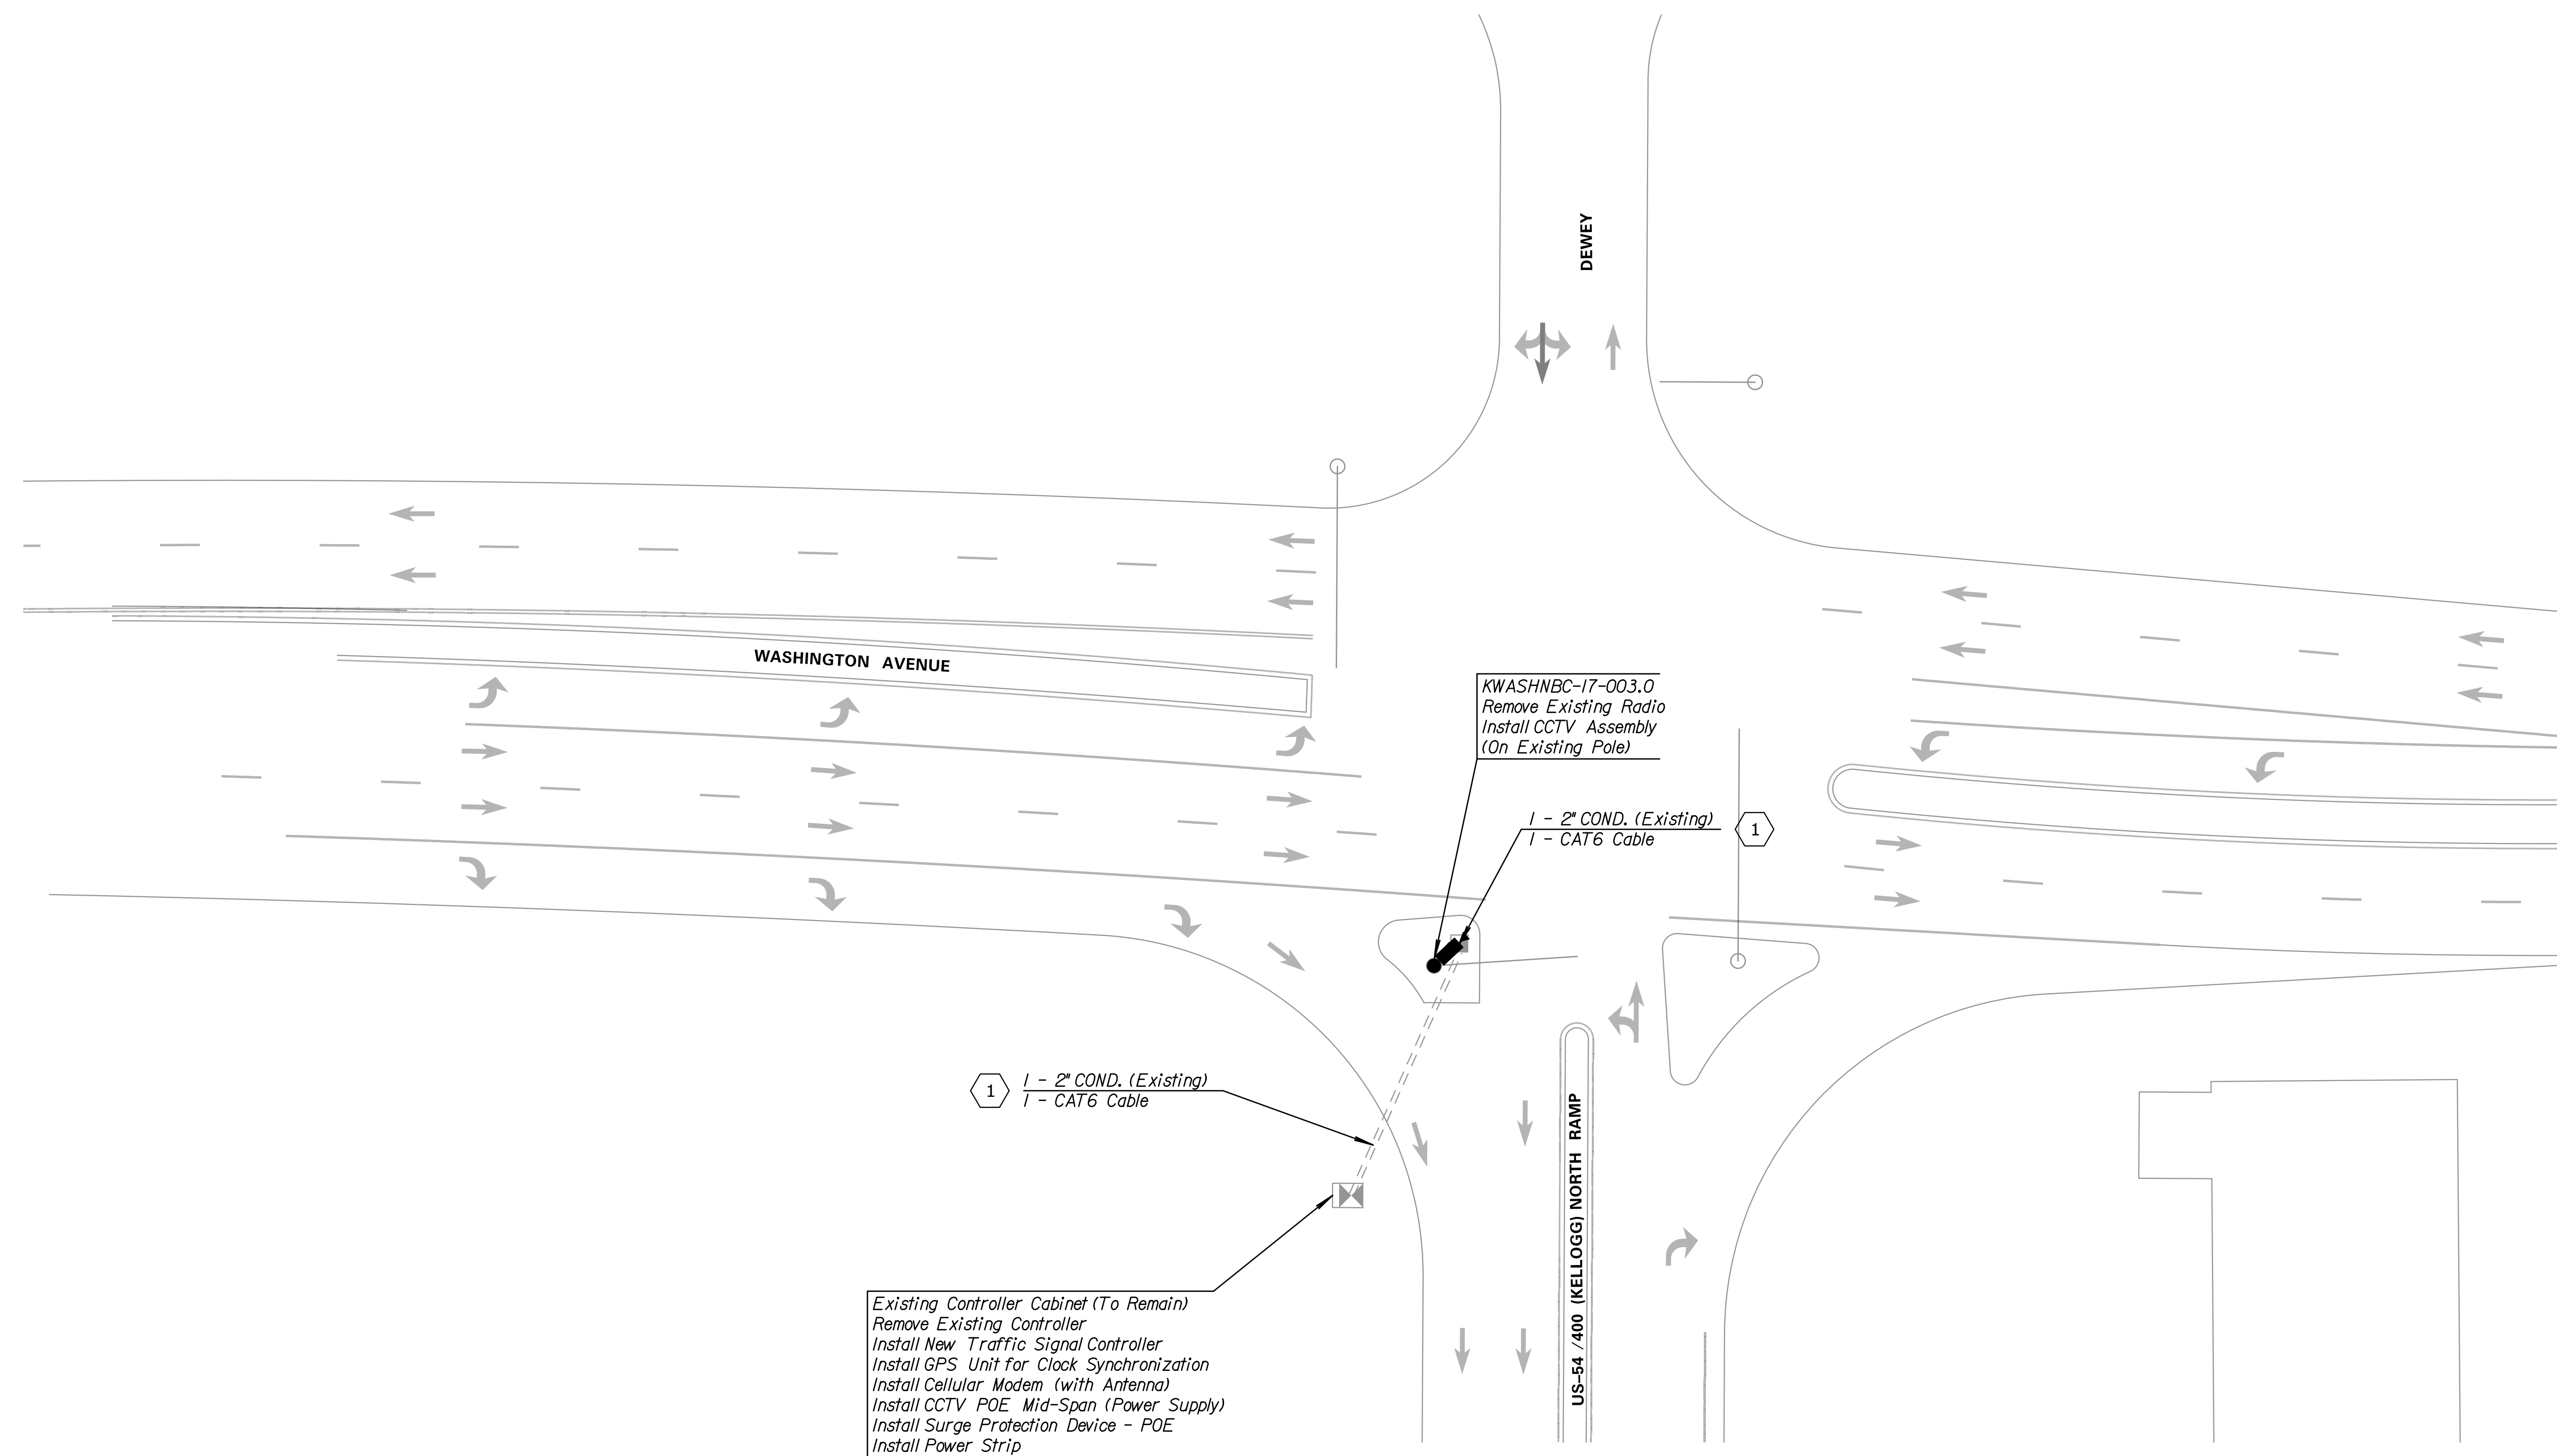 DEWEY
WASHINGTON AVENUE
KWASHNBC-17-003.0
Remove Existing Radio
Install CCTV Assembly
(On Existing Pole)
1 - 2" COND. (Existing)
1 - CAT6 Cable
1
1
1 - 2" COND. (Existing)
1 - CAT6 Cable
US-54 /400 (KELLOGG) NORTH RAMP
Existing Controller Cabinet (To Remain)
Remove Existing Controller
Install New Traffic Signal Controller
Install GPS Unit for Clock Synchronization
Install Cellular Modem (with Antenna)
Install CCTV POE Mid-Span (Power Supply)
Install Surge Protection Device - POE
Install Power Strip